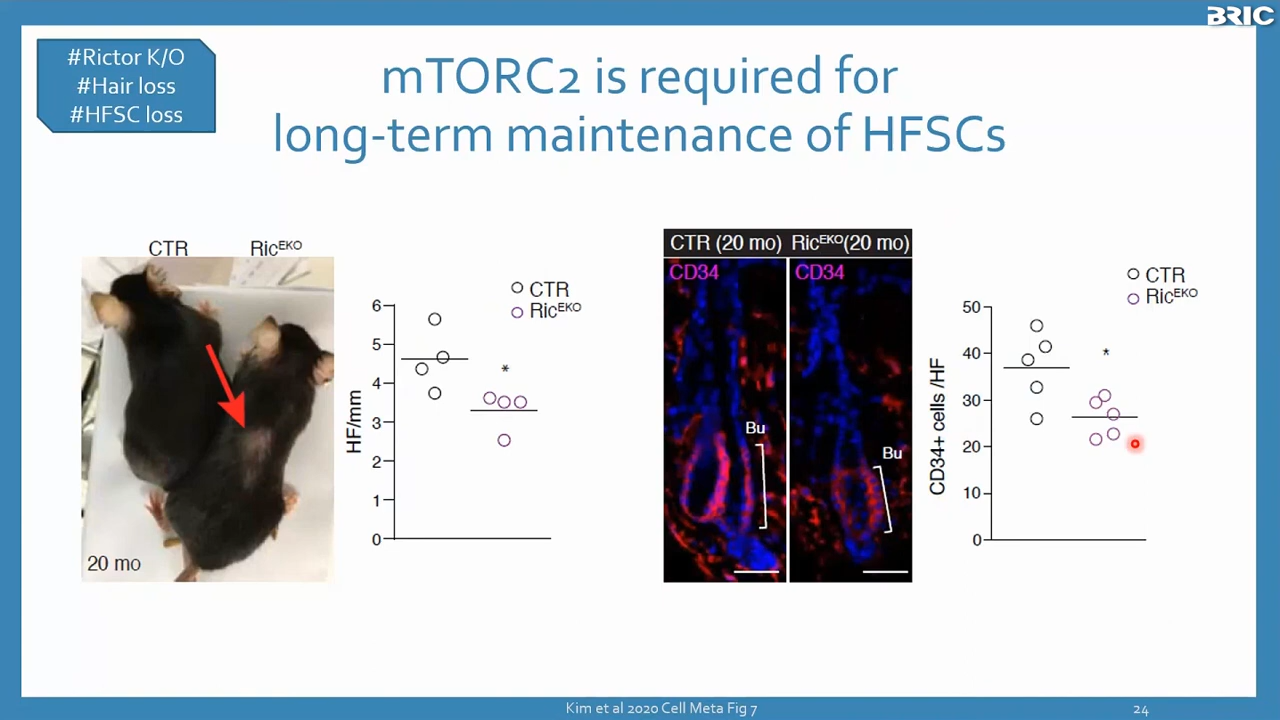 BRIC
#Rictor K/O
#Hair loss
#HFSC loss
mTORC2 is required for
long-term maintenance of HFSCs
CTR RicEKO
20 mo
HF/mm
6
5
4
3
2
1
0
CTR
RicEKO
*
CTR (20 mo) RicEKO(20 mo)
CD34 CD34
Bu
Bu
CD34+ cells /HF
50
40
30
20
10
0
CTR
RicEKO
*
Kim et al 2020 Cell Meta Fig 7
24